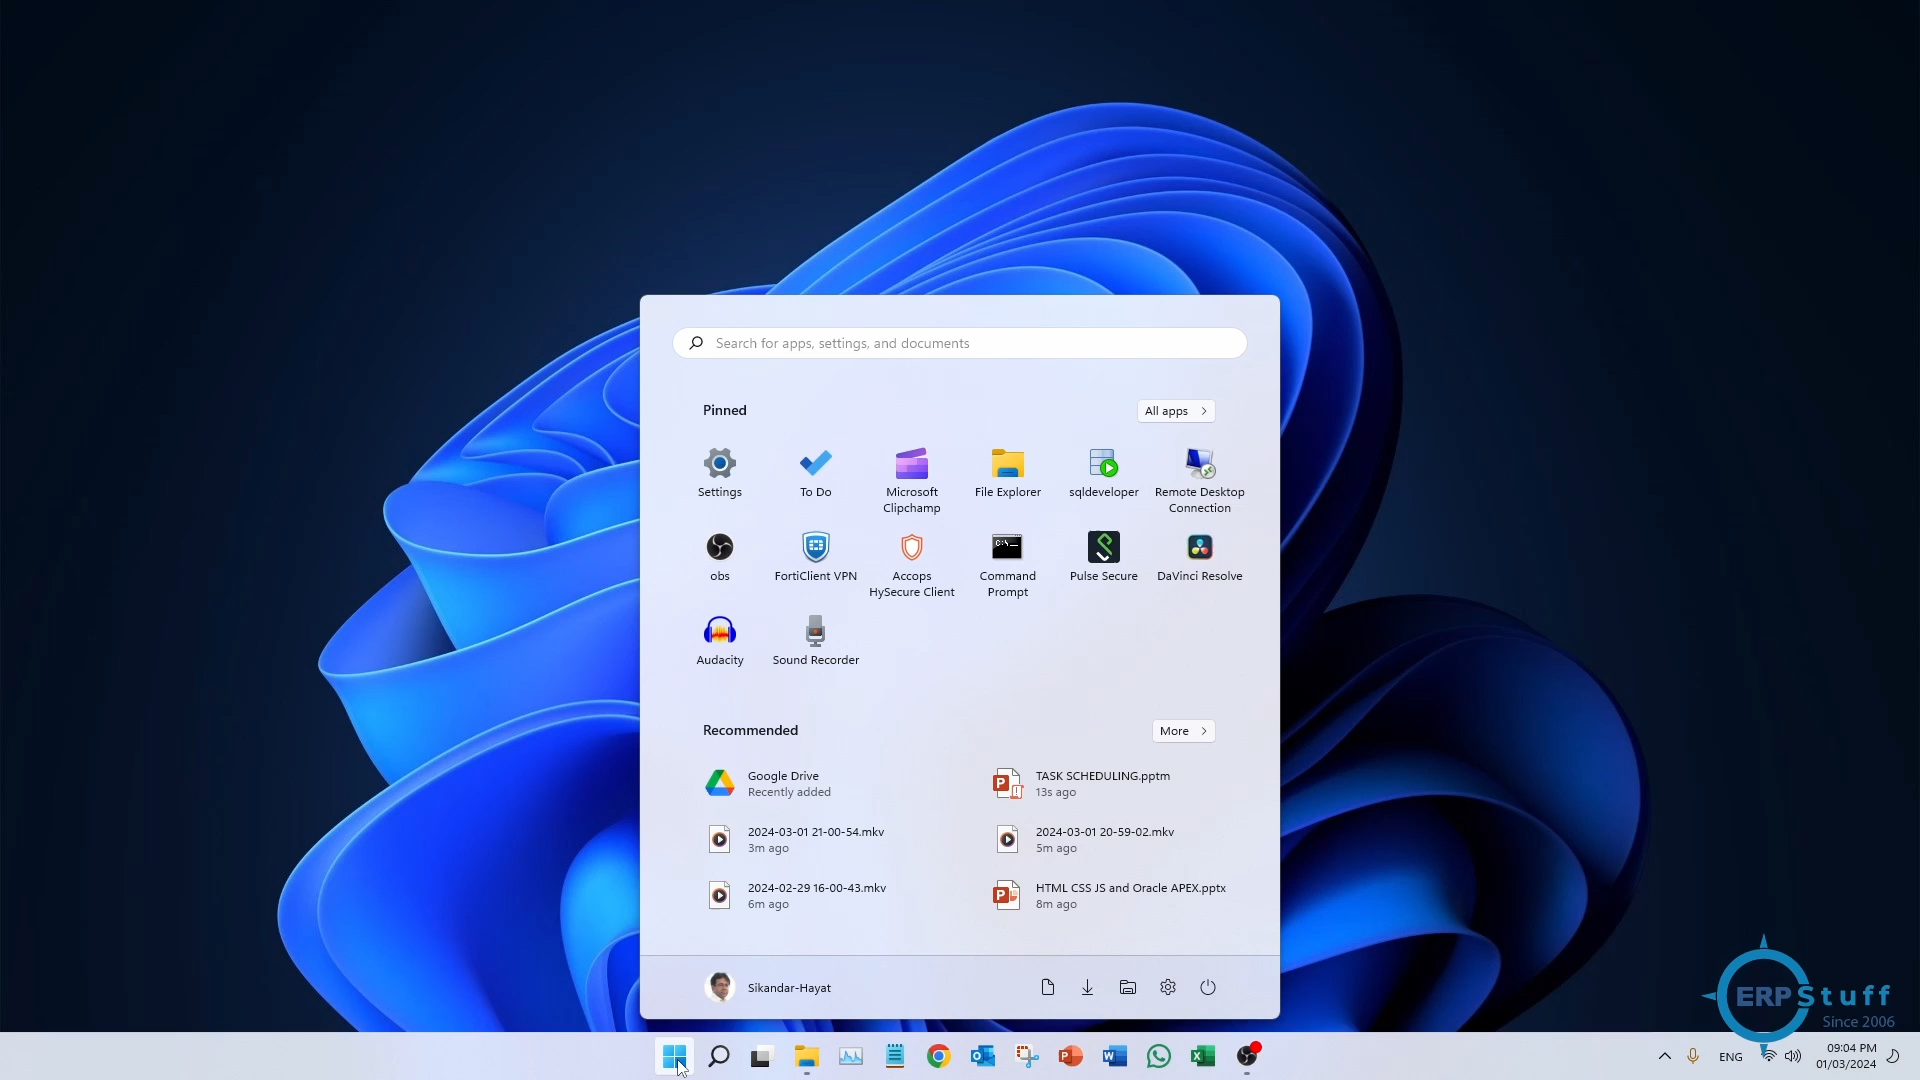 Search for apps, settings, and documents
Pinned
All apps
Settings
To Do
Microsoft
Clipchamp
File Explorer
sqldeveloper
Remote Desktop
Connection
obs
FortiClient VPN
Accops
HySecure Client
Command
Prompt
Pulse Secure
DaVinci Resolve
Audacity
Sound Recorder
Recommended
More
Google Drive
Recently added
TASK SCHEDULING.pptm
13s ago
2024-03-01 21-00-54.mkv
3m ago
2024-03-01 20-59-02.mkv
5m ago
2024-02-29 16-00-43.mkv
6m ago
HTML CSS JS and Oracle APEX.pptx
8m ago
Sikandar-Hayat
ERPStuff
Since 2006
ENG
09:04 PM
01/03/2024